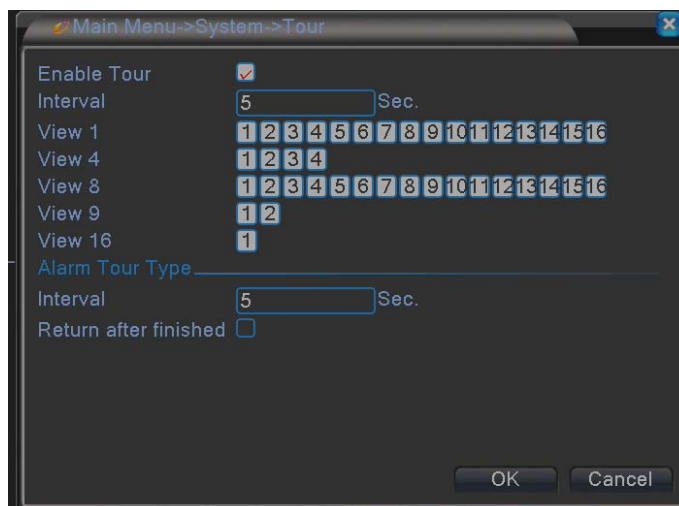 Main Menu->System->Tour
Enable Tour
Interval 5 Sec.
View 1 1 2 3 4 5 6 7 8 9 10 11 12 13 14 15 16
View 4 1 2 3 4
View 8 1 2 3 4 5 6 7 8 9 10 11 12 13 14 15 16
View 9 1 2
View 16 1
Alarm Tour Type
Interval 5 Sec.
Return after finished
OK Cancel